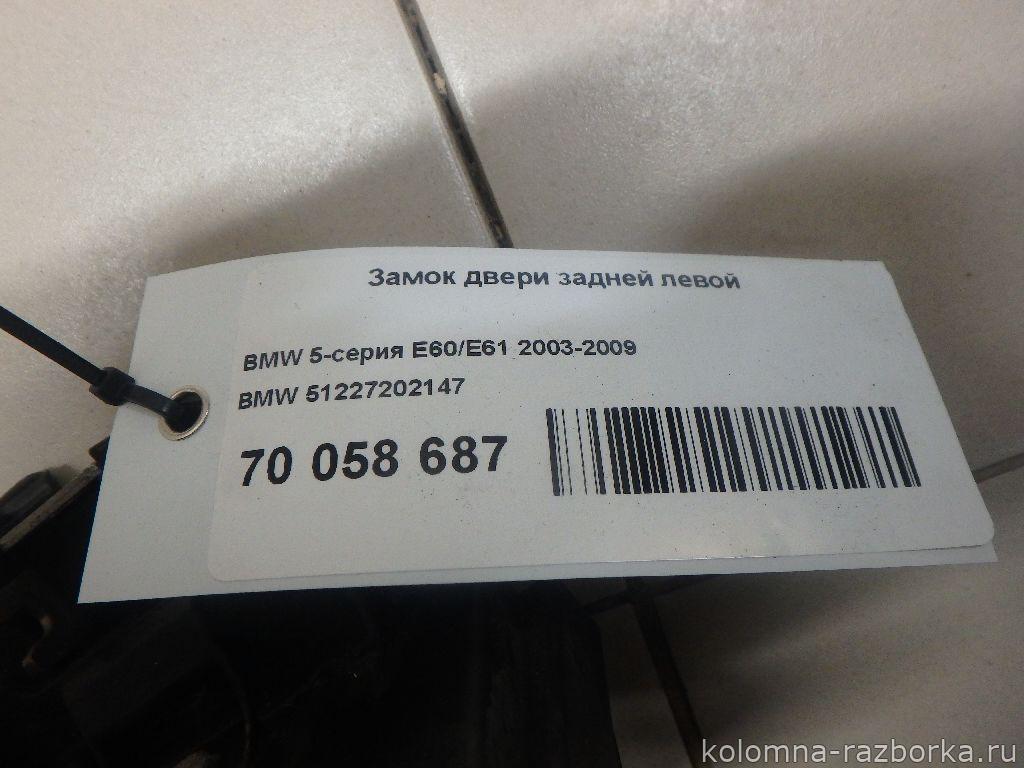 Замок двери задней левой
BMW 5-серия E60/E61 2003-2009
BMW 51227202147
70 058 687
kolomna-razborka.ru